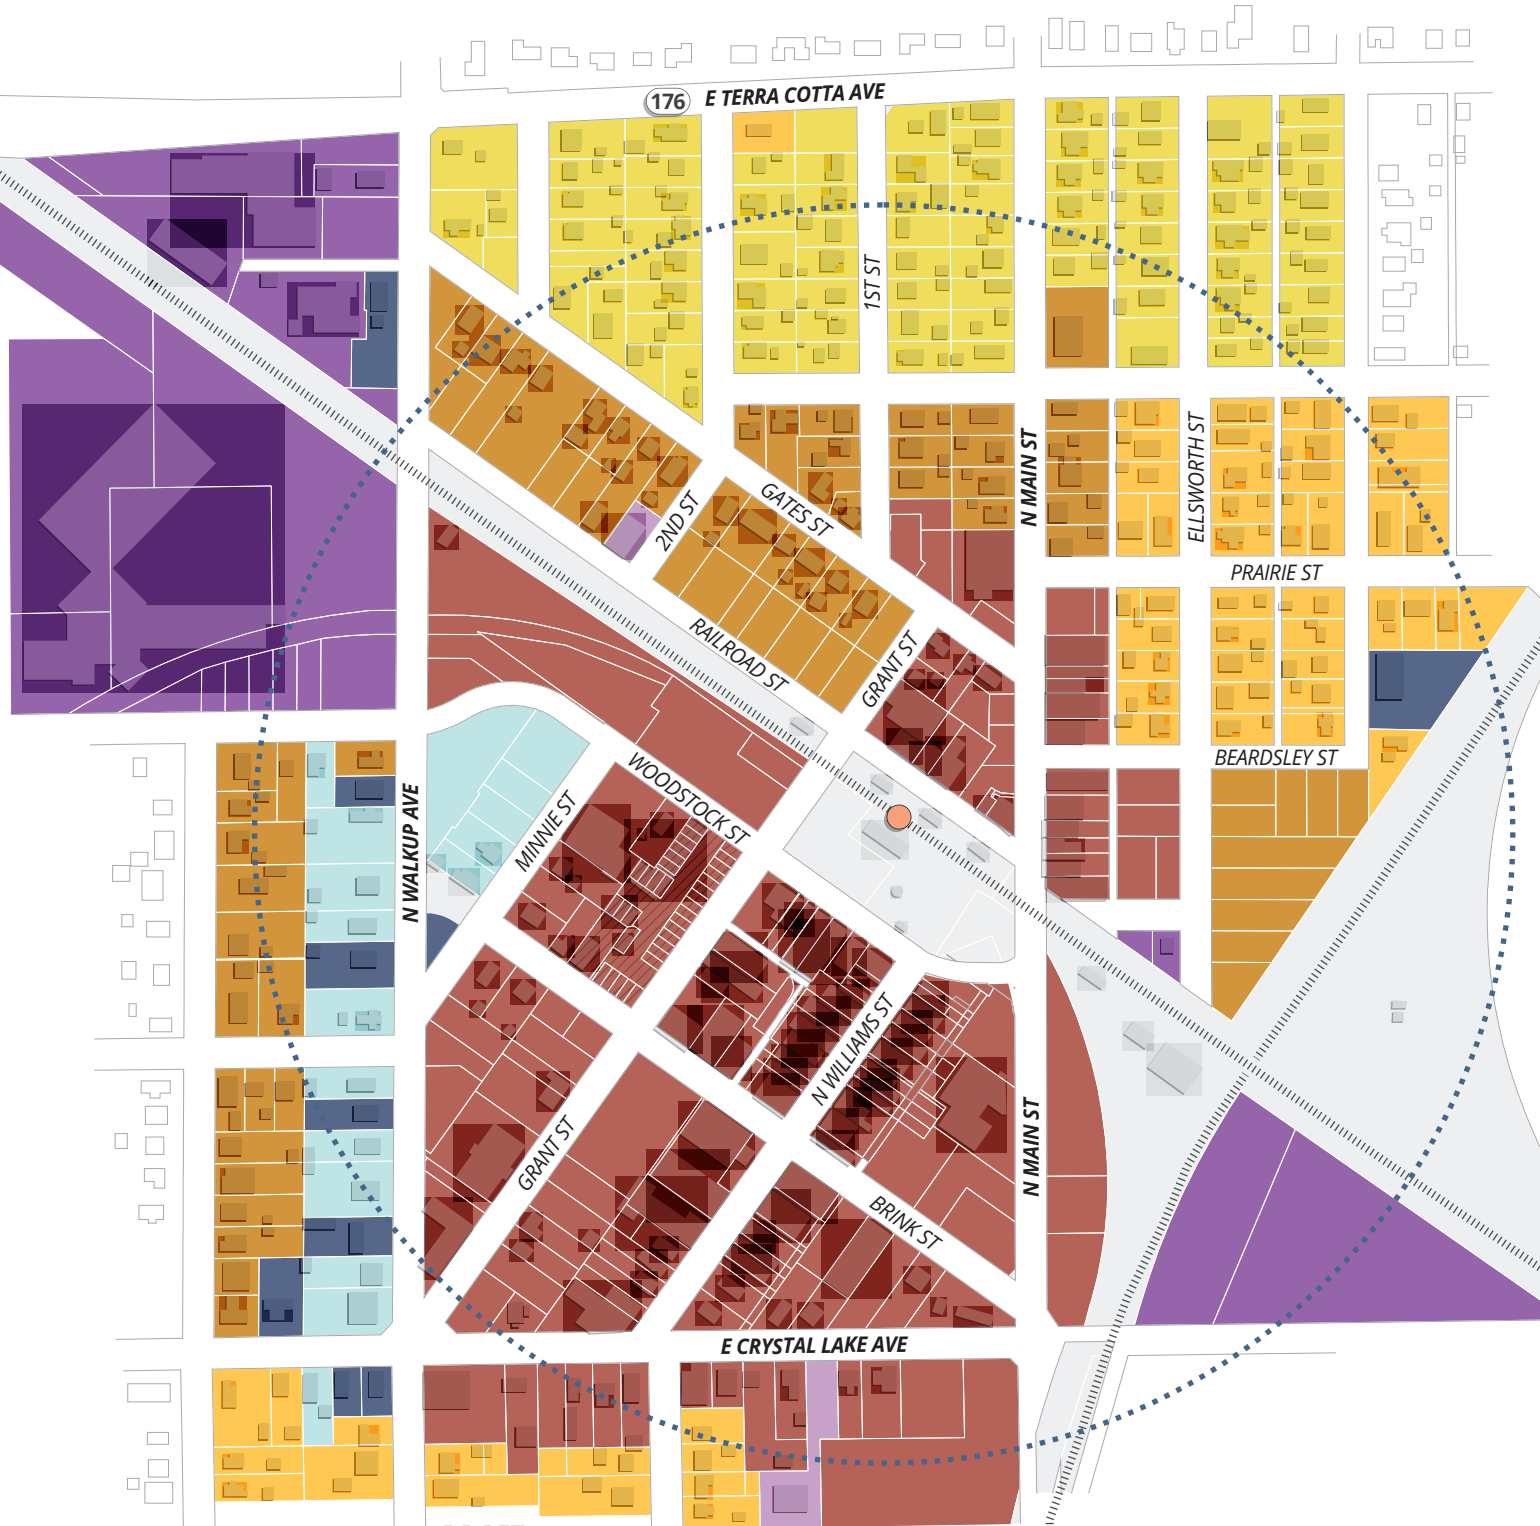 176 E TERRA COTTA AVE
1ST ST
N MAIN ST
ELLSWORTH ST
GATES ST
2ND ST
PRAIRIE ST
RAILROAD ST
GRANT ST
BEARDSLEY ST
WOODSTOCK ST
MINNIE ST
N WALKUP AVE
N WILLIAMS ST
N MAIN ST
GRANT ST
BRINK ST
E CRYSTAL LAKE AVE